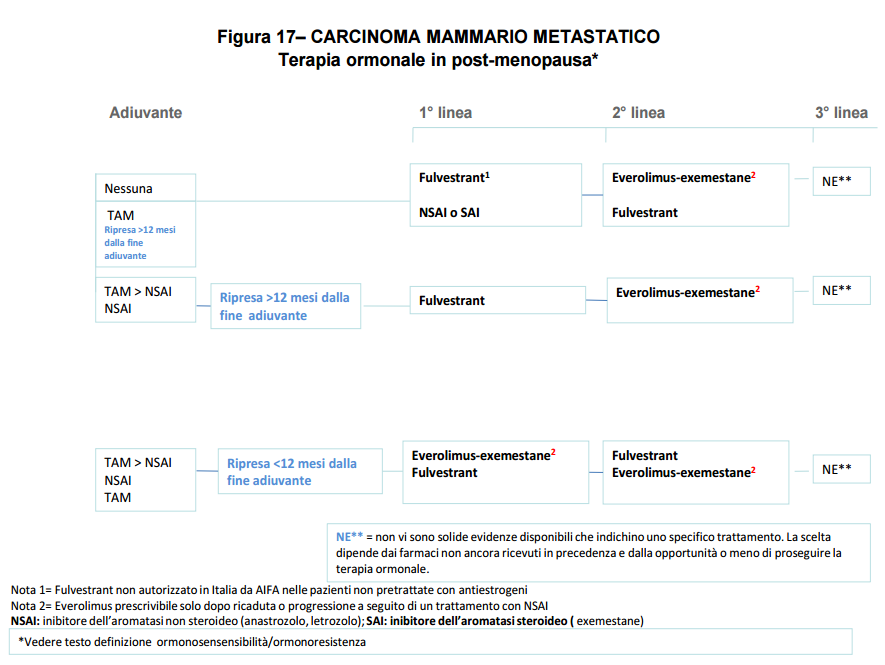 Figura 17– CARCINOMA MAMMARIO METASTATICO
Terapia ormonale in post-menopausa*
Adiuvante
1° linea
2° linea
3° linea
Nessuna
TAM
Ripresa >12 mesi
dalla fine
adiuvante
Fulvestrant1
NSAI o SAI
Everolimus-exemestane2
Fulvestrant
NE**
TAM > NSAI
NSAI
Ripresa >12 mesi dalla
fine adiuvante
Fulvestrant
Everolimus-exemestane2
NE**
TAM > NSAI
NSAI
TAM
Ripresa <12 mesi dalla
fine adiuvante
Everolimus-exemestane2
Fulvestrant
Fulvestrant
Everolimus-exemestane2
NE**
NE** = non vi sono solide evidenze disponibili che indichino uno specifico trattamento. La scelta
dipende dai farmaci non ancora ricevuti in precedenza e dalla opportunità o meno di proseguire la
terapia ormonale.
Nota 1= Fulvestrant non autorizzato in Italia da AIFA nelle pazienti non pretrattate con antiestrogeni
Nota 2= Everolimus prescrivibile solo dopo ricaduta o progressione a seguito di un trattamento con NSAI
NSAI: inibitore dell'aromatasi non steroideo (anastrozolo, letrozolo); SAI: inibitore dell'aromatasi steroideo ( exemestane)
*Vedere testo definizione ormonosensensibilità/ormonoresistenza